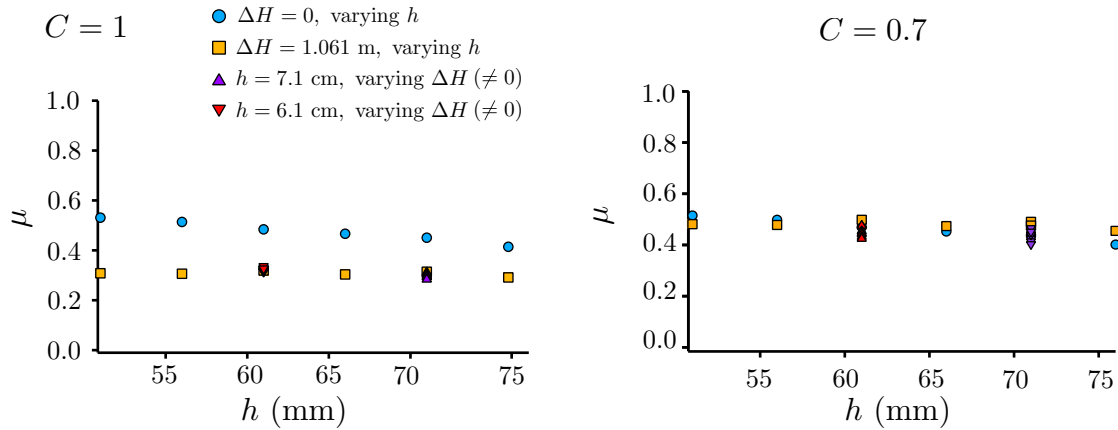 C = 1
ΔH = 0, varying h
ΔH = 1.061 m, varying h
h = 7.1 cm, varying ΔH (≠ 0)
h = 6.1 cm, varying ΔH (≠ 0)
μ
1.0
0.8
0.6
0.4
0.2
0.0
55 60 65 70 75
h (mm)
C = 0.7
μ
1.0
0.8
0.6
0.4
0.2
0.0
55 60 65 70 75
h (mm)